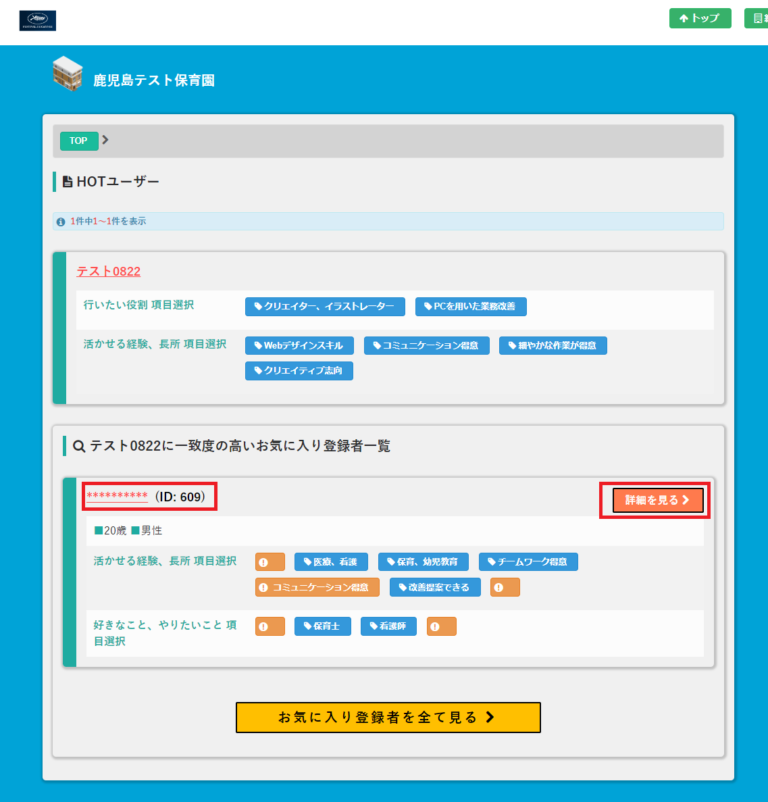 トップ
鹿児島テスト保育園
TOP
HOTユーザー
1件中1～1件を表示
テスト0822
行いたい役割 項目選択 クリエイター、イラストレーター PCを用いた業務改善
活かせる経験、長所 項目選択 Webデザインスキル コミュニケーション得意 細やかな作業が得意
クリエイティブ志向
テスト0822に一致度の高いお気に入り登録者一覧
********** (ID: 609) 詳細を見る
■20歳 ■男性
活かせる経験、長所 項目選択 医療、看護 保育、幼児教育 チームワーク得意
コミュニケーション得意 改善提案できる
好きなこと、やりたいこと 項 保育士 看護師
目選択
お気に入り登録者を全て見る